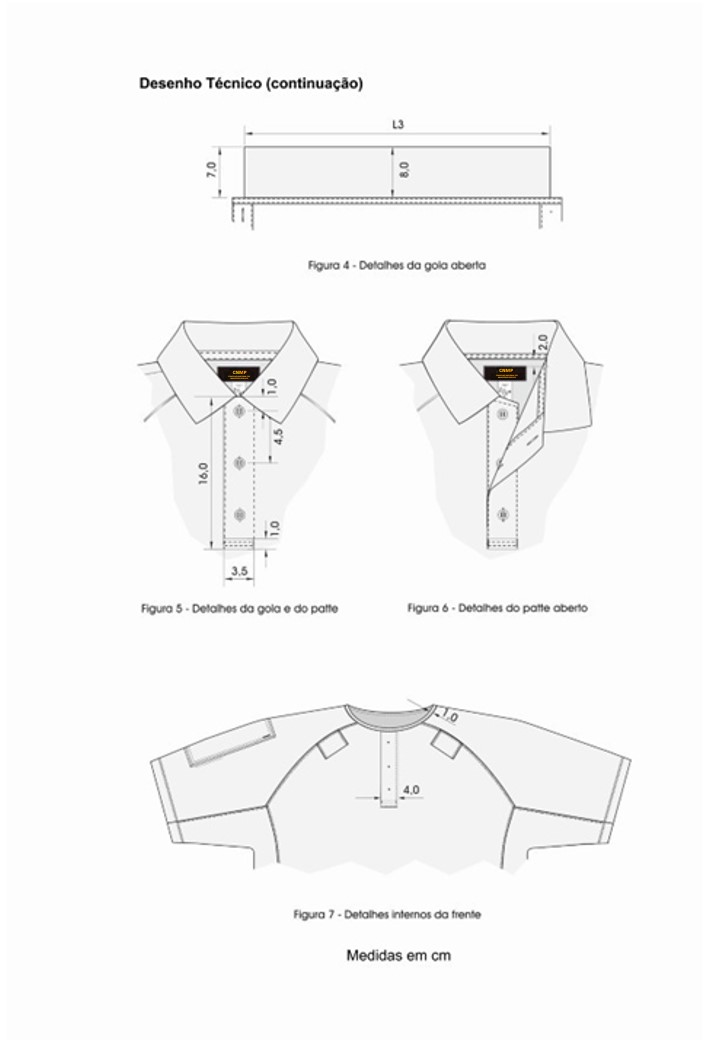 Desenho Técnico (continuação)
L3
7,0
8,0
Figura 4 - Detalhes da gola aberta
CNMP
1,0
4,5
16,0
1,0
3,5
Figura 5 - Detalhes da gola e do patte
CNMP
2,0
Figura 6 - Detalhes do patte aberto
1,0
4,0
Figura 7 - Detalhes internos da frente
Medidas em cm